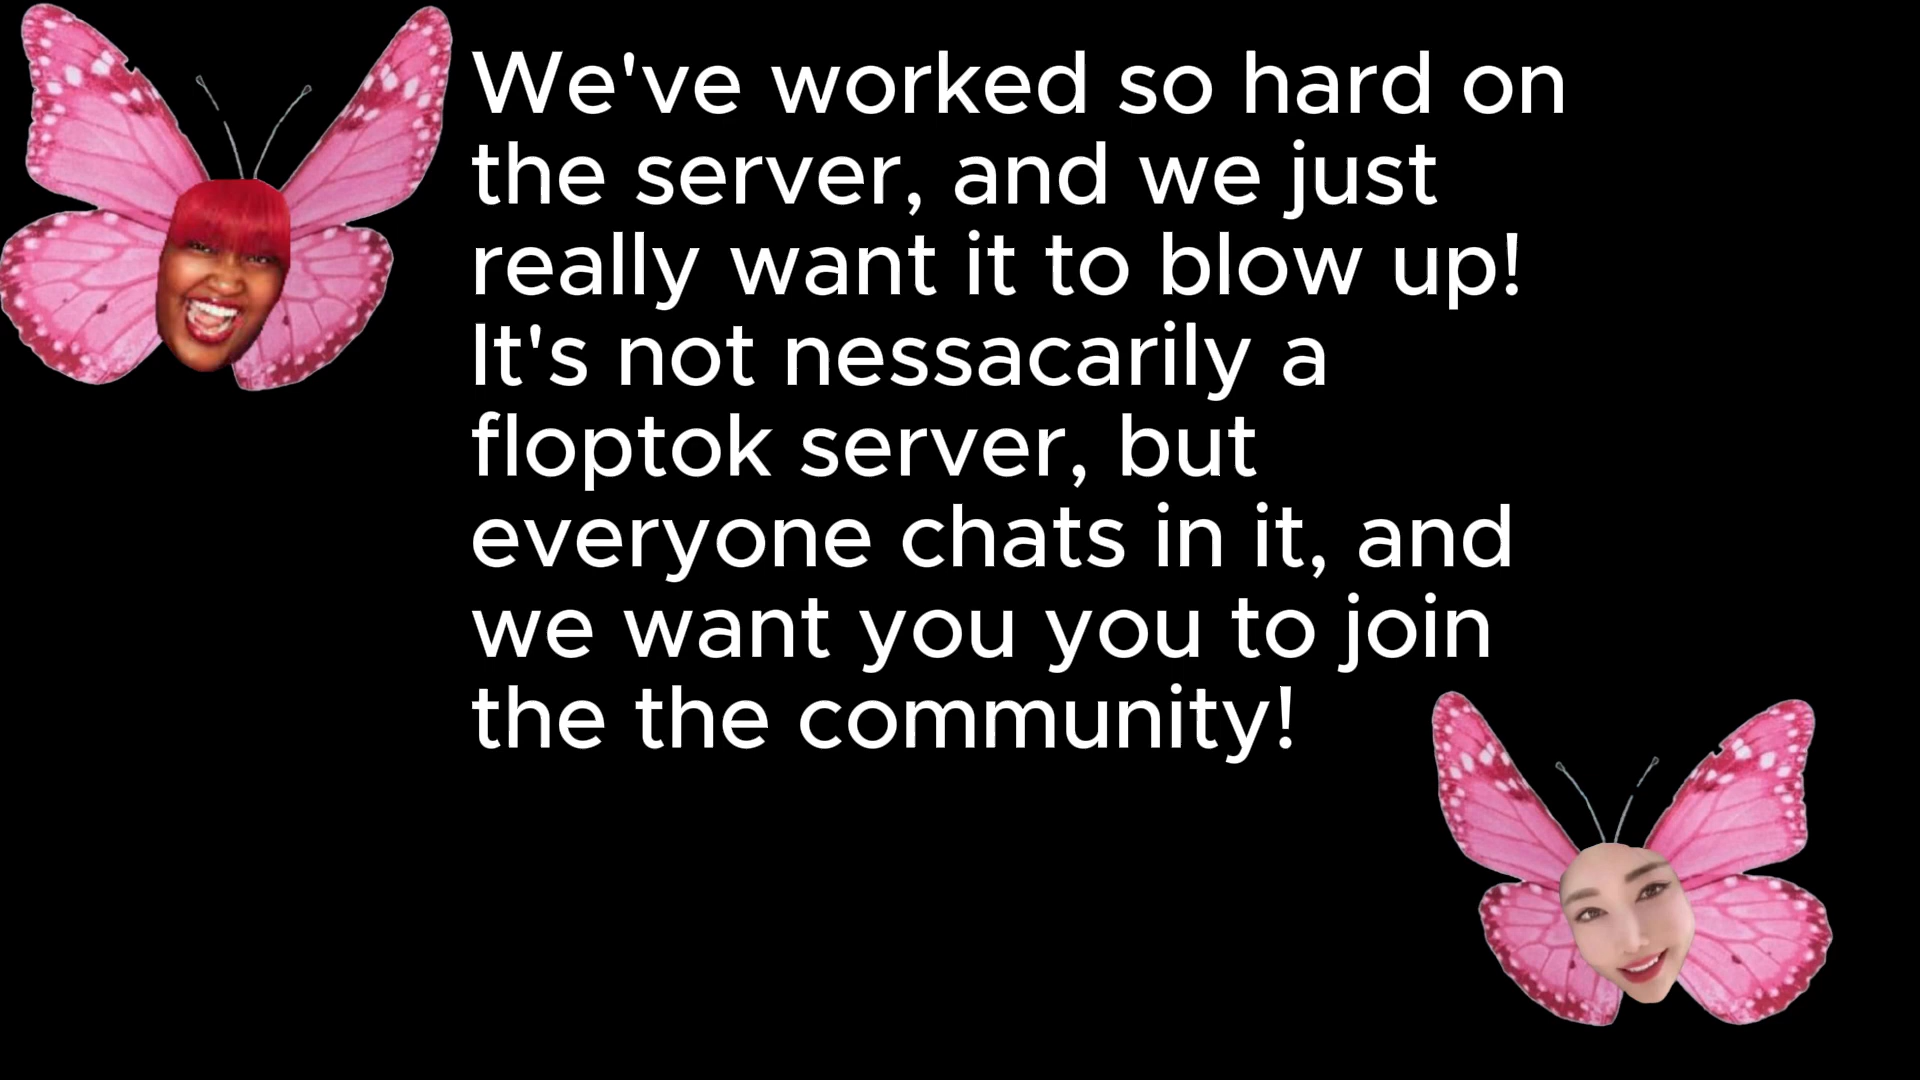 We've worked so hard on
the server, and we just
really want it to blow up!
It's not nessacarily a
floptok server, but
everyone chats in it, and
we want you you to join
the the community!